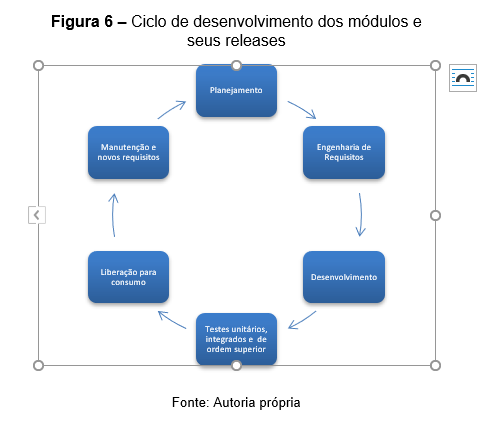 Figura 6 – Ciclo de desenvolvimento dos módulos e
seus releases
Planejamento
Engenharia de
Requisitos
Desenvolvimento
Testes unitários,
integrados e de
ordem superior
Liberação para
consumo
Manutenção e
novos requisitos
Fonte: Autoria própria